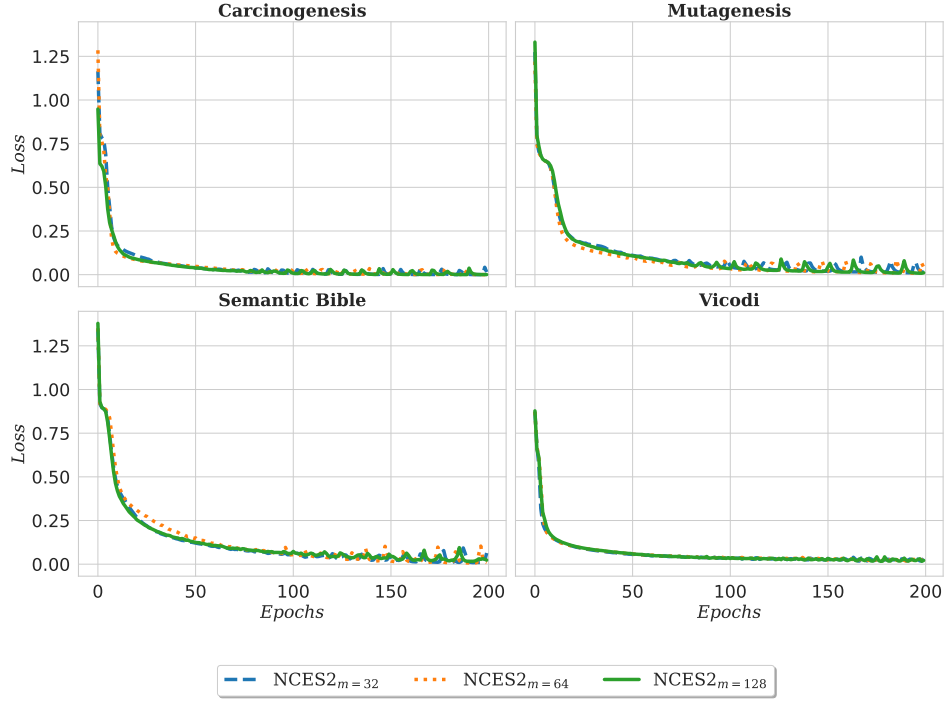 Carcinogenesis
Mutagenesis
Loss
1.25
1.00
0.75
0.50
0.25
0.00
Semantic Bible
Vicodi
Loss
1.25
1.00
0.75
0.50
0.25
0.00
0 50 100 150 200
0 50 100 150 200
Epochs
Epochs
NCES2m=32 NCES2m=64 NCES2m=128